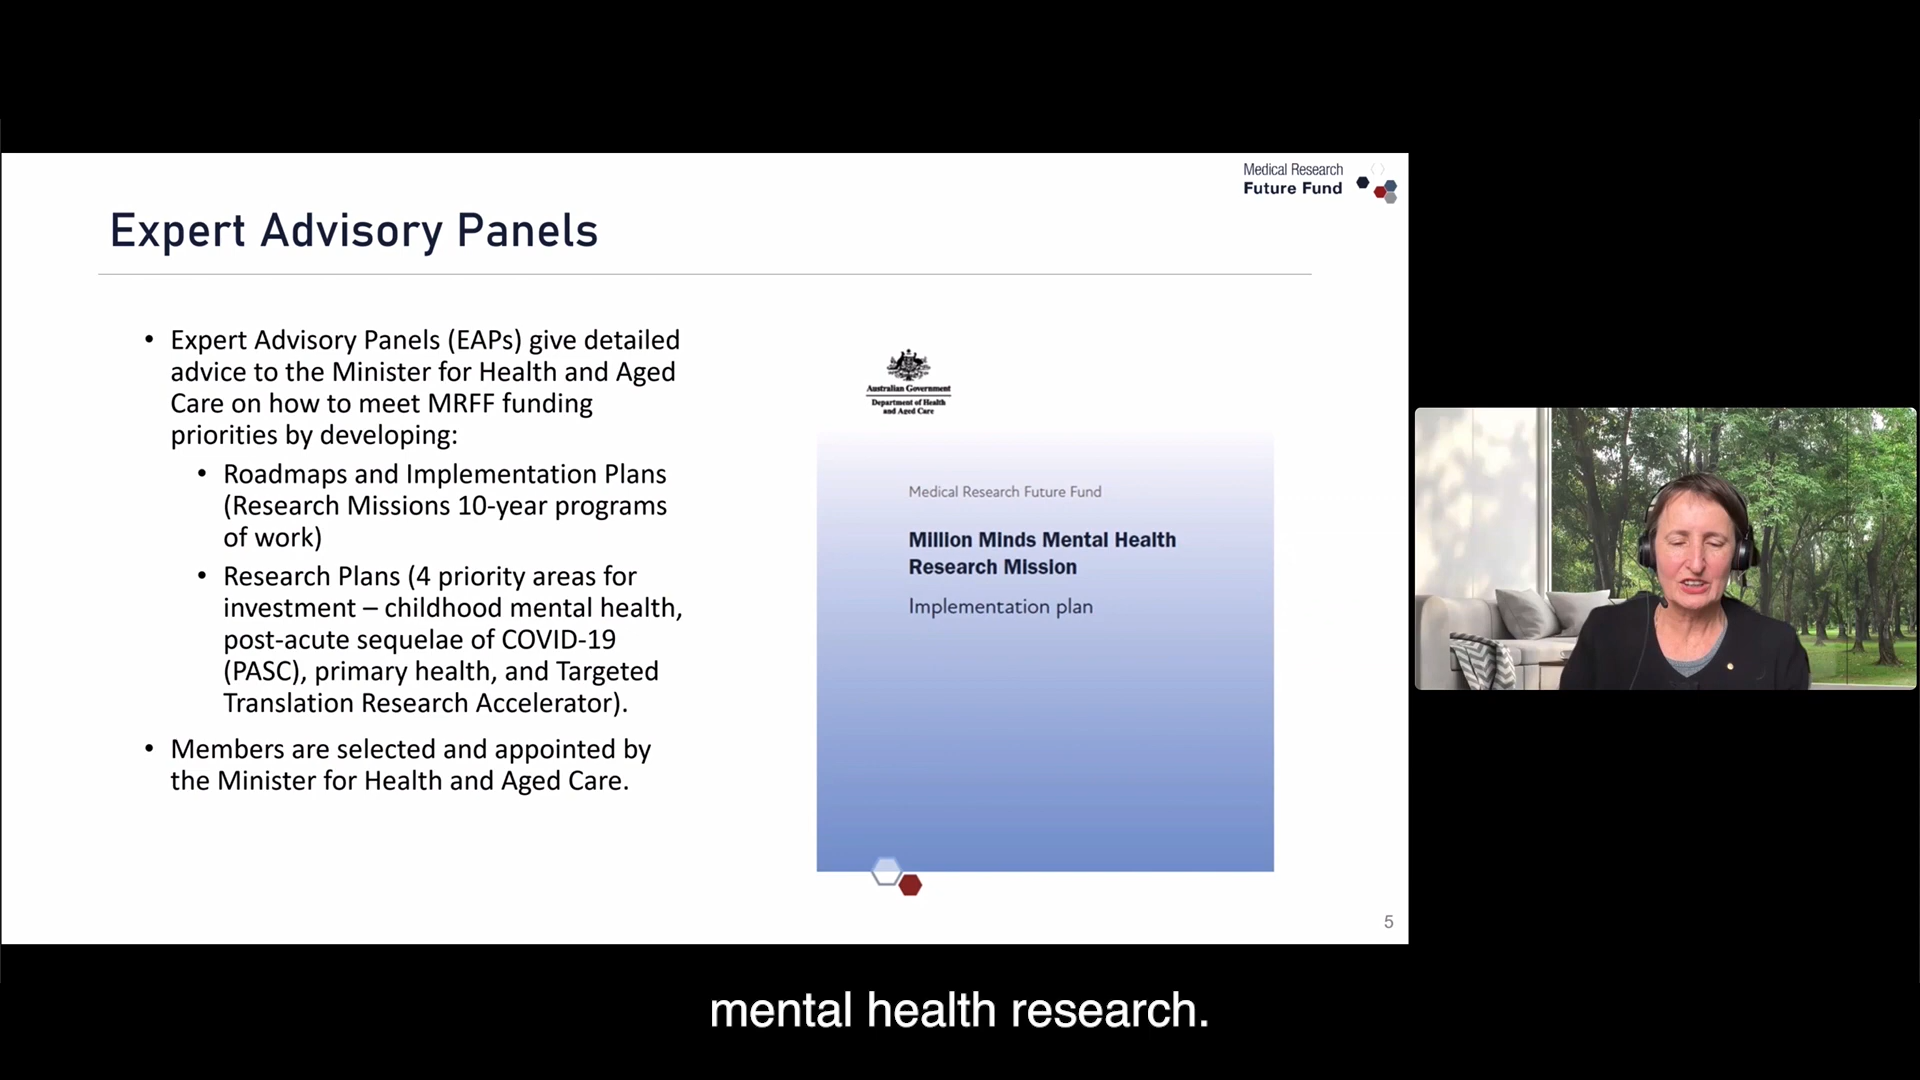 Medical Research
Future Fund
Expert Advisory Panels
• Expert Advisory Panels (EAPs) give detailed
advice to the Minister for Health and Aged
Care on how to meet MRFF funding
priorities by developing:
• Roadmaps and Implementation Plans
(Research Missions 10-year programs
of work)
• Research Plans (4 priority areas for
investment – childhood mental health,
post-acute sequelae of COVID-19
(PASC), primary health, and Targeted
Translation Research Accelerator).
• Members are selected and appointed by
the Minister for Health and Aged Care.
Australian Government
Department of Health
and Aged Care
Medical Research Future Fund
Million Minds Mental Health
Research Mission
Implementation plan
5
mental health research.